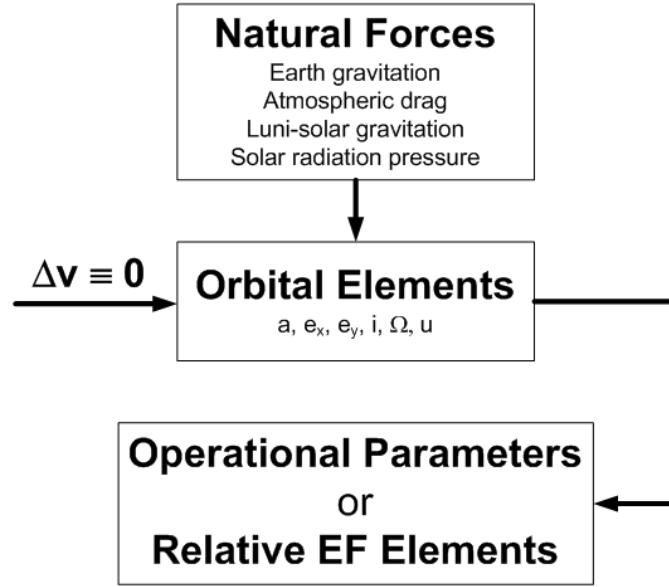 Natural Forces
Earth gravitation
Atmospheric drag
Luni-solar gravitation
Solar radiation pressure
Δv ≡ 0
Orbital Elements
a, eₓ, e_y, i, Ω, u
Operational Parameters
or
Relative EF Elements